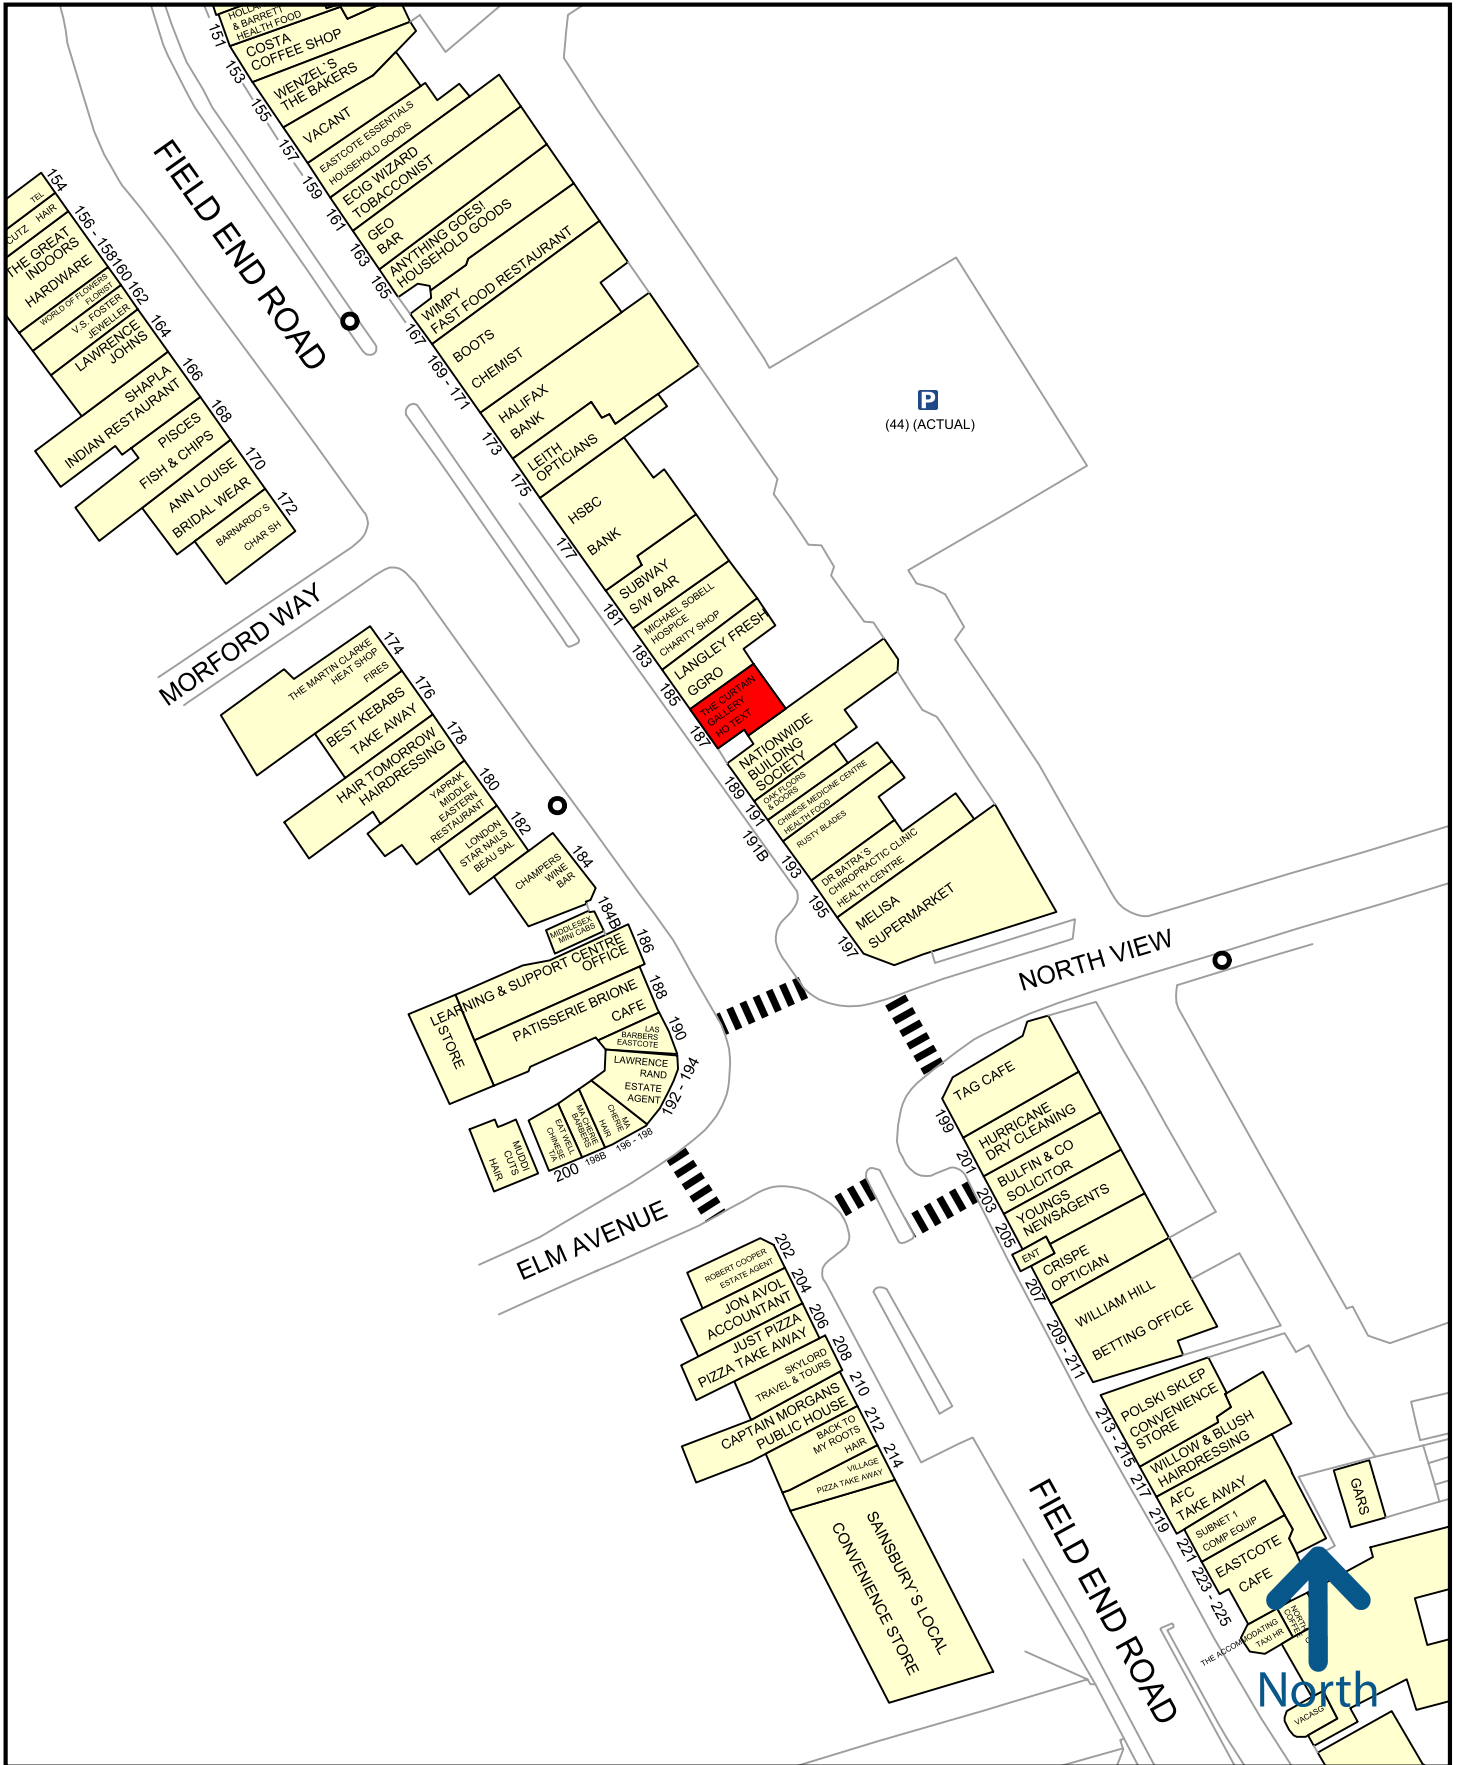 151
& BARRETT
HEALTH FOOD
COSTA
COFFEE SHOP
153
WENZEL`S
THE BAKERS
155
VACANT
157
EASTCOTE ESSENTIALS
HOUSEHOLD GOODS
159
ECIG WIZARD
TOBACCONIST
161
GEO
BAR
163
ANYTHING GOES!
HOUSEHOLD GOODS
165
WIMPY
FAST FOOD RESTAURANT
167
BOOTS
CHEMIST
169 - 171
HALIFAX
BANK
173
LEITH
OPTICIANS
175
HSBC
BANK
177
SUBWAY
S/W BAR
181
MICHAEL SOBELL
HOSPICE
CHARITY SHOP
183
LANGLEY FRESH
GGRO
185
THE CURTAIN
GALLERY
HO TEXT
187
NATIONWIDE
BUILDING
SOCIETY
189
OAK FLOORS
& DOORS
191
CHINESE MEDICINE CENTRE
HEALTH FOOD
191B
RUSTY BLADES
193
DR BATRA`S
CHIROPRACTIC CLINIC
HEALTH CENTRE
195
MELISA
SUPERMARKET
197
FIELD END ROAD
P
(44) (ACTUAL)
154
TEL
CUTZ HAIR
156 - 158
THE GREAT
INDOORS
HARDWARE
160
WORLD OF FLOWERS
FLORIST
162
V.S. FOSTER
JEWELLER
164
LAWRENCE
JOHNS
166
SHAPLA
INDIAN RESTAURANT
168
PISCES
FISH & CHIPS
170
ANN LOUISE
BRIDAL WEAR
172
BARNARDO`S
CHAR SH
MORFORD WAY
174
THE MARTIN CLARKE
HEAT SHOP
FIRES
176
BEST KEBABS
TAKE AWAY
178
HAIR TOMORROW
HAIRDRESSING
180
YAPRAK
MIDDLE
EASTERN
RESTAURANT
182
LONDON
STAR NAILS
BEAU SAL
184
CHAMPERS
WINE
BAR
184B
MIDDLESEX
MINI CABS
186
LEARNING & SUPPORT CENTRE
OFFICE
STORE
188
PATISSERIE BRIONE
CAFE
190
LAS
BARBERS
EASTCOTE
192 - 194
LAWRENCE
RAND
ESTATE
AGENT
196 - 198
MA
CHERIE
HAIR
198B
MA CHERIE
BARBERS
200
EAT WELL
CHINESE
T/A
MUDDI
CUTS
HAIR
NORTH VIEW
ELM AVENUE
199
TAG CAFE
201
HURRICANE
DRY CLEANING
203
BULFIN & CO
SOLICITOR
205
YOUNGS
NEWSAGENTS
ENT
207
CRISPE
OPTICIAN
209 - 211
WILLIAM HILL
BETTING OFFICE
213 - 215
POLSKI SKLEP
CONVENIENCE
STORE
217
WILLOW & BLUSH
HAIRDRESSING
219
AFC
TAKE AWAY
221
SUBNET 1
COMP EQUIP
223 - 225
EASTCOTE
CAFE
THE ACCOMMODATING
TAXI HR
GARS
North
202
ROBERT COOPER
ESTATE AGENT
204
JON AVOL
ACCOUNTANT
206
JUST PIZZA
PIZZA TAKE AWAY
208
SKYLORD
TRAVEL & TOURS
210
CAPTAIN MORGANS
PUBLIC HOUSE
212
BACK TO
MY ROOTS
HAIR
214
VILLAGE
PIZZA TAKE AWAY
SAINSBURY`S LOCAL
CONVENIENCE STORE
FIELD END ROAD